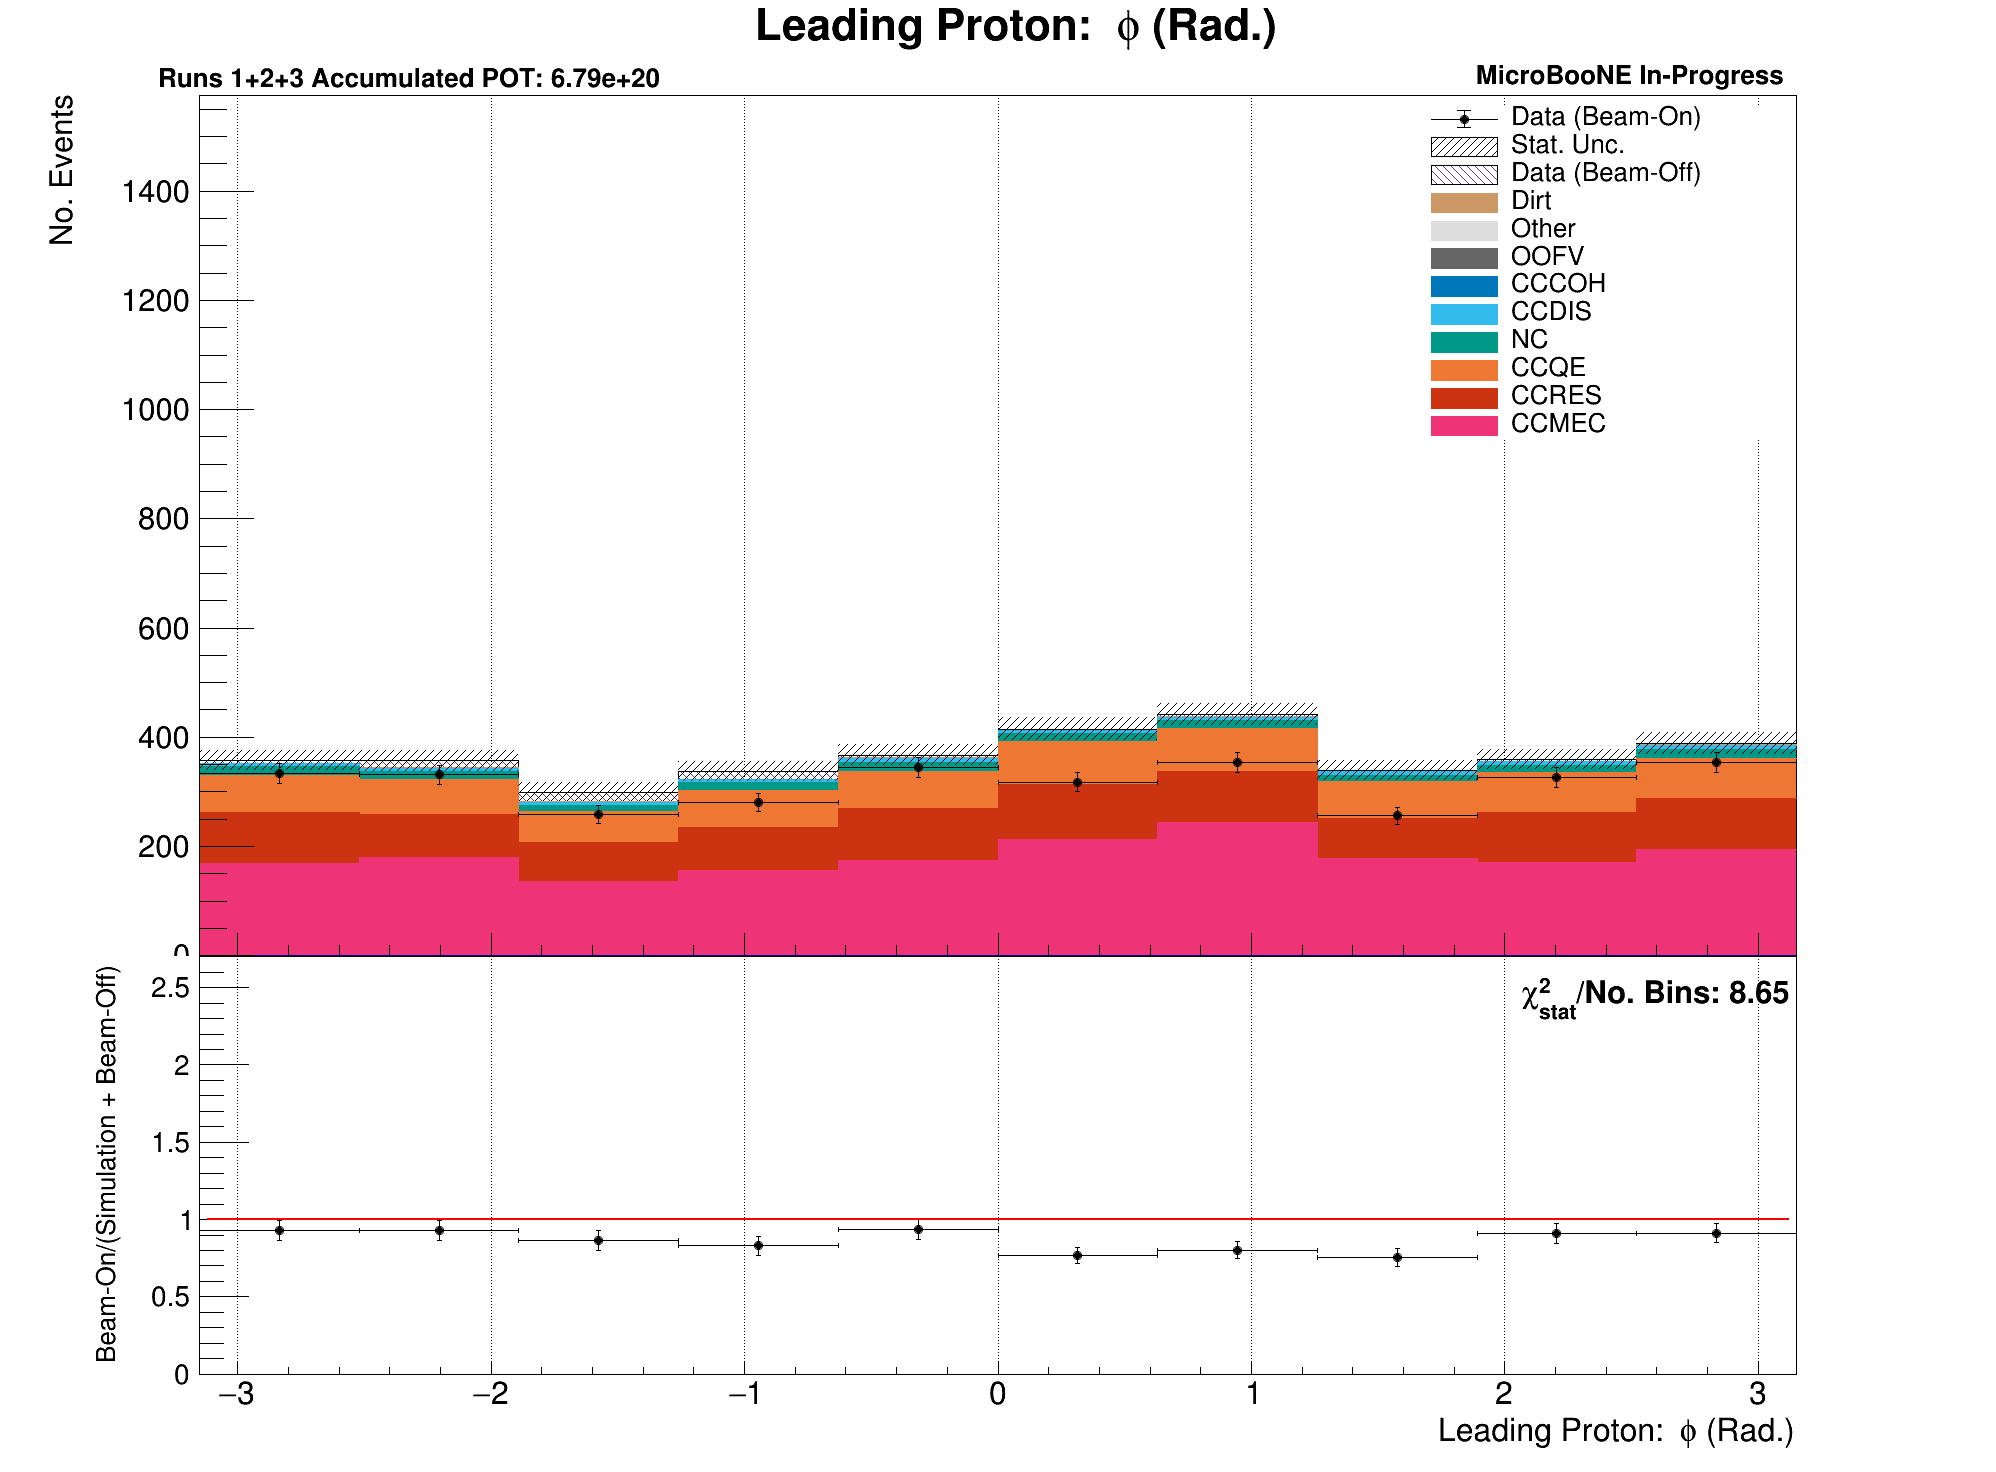 Leading Proton: ϕ (Rad.)
Runs 1+2+3 Accumulated POT: 6.79e+20
MicroBooNE In-Progress
No. Events
Data (Beam-On)
Stat. Unc.
Data (Beam-Off)
Dirt
Other
OOFV
CCCOH
CCDIS
NC
CCQE
CCRES
CCMEC
1400
1200
1000
800
600
400
200
0
Beam-On/(Simulation + Beam-Off)
χ²stat/No. Bins: 8.65
2.5
2
1.5
1
0.5
0
−3 −2 −1 0 1 2 3
Leading Proton: ϕ (Rad.)